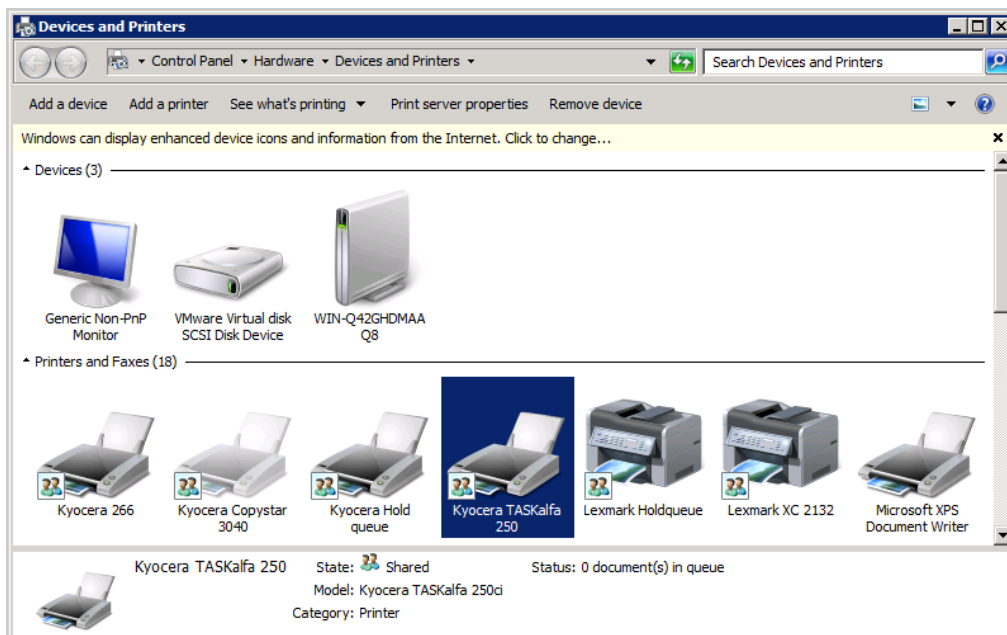 Devices and Printers
Control Panel Hardware Devices and Printers
Search Devices and Printers
Add a device Add a printer See what's printing Print server properties Remove device
Windows can display enhanced device icons and information from the Internet. Click to change...
Devices (3)
Generic Non-PnP Monitor
VMware Virtual disk SCSI Disk Device
WIN-Q42GHDMAAQ8
Printers and Faxes (18)
Kyocera 266
Kyocera Copystar 3040
Kyocera Hold queue
Kyocera TASKalfa 250
Lexmark Holdqueue
Lexmark XC 2132
Microsoft XPS Document Writer
Kyocera TASKalfa 250 State: Shared Status: 0 document(s) in queue
Model: Kyocera TASKalfa 250ci
Category: Printer